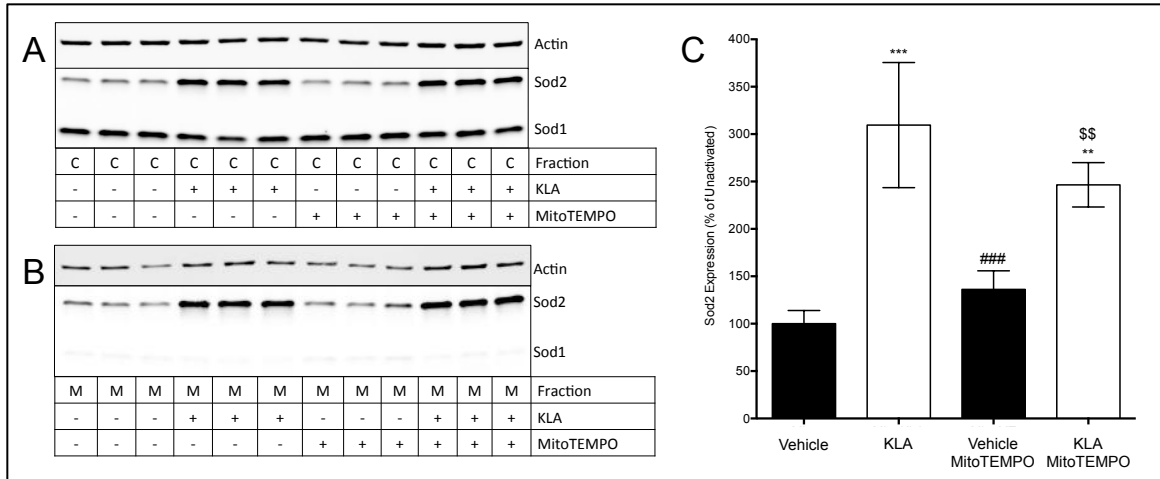 A
Actin
Sod2
Sod1
C C C C C C C C C C C C Fraction
- - - + + + - - - + + + KLA
- - - - - - + + + + + + MitoTEMPO
B
Actin
Sod2
Sod1
M M M M M M M M M M M M Fraction
- - - + + + - - - + + + KLA
- - - - - - + + + + + + MitoTEMPO
C
Sod2 Expression (% of Unactivated)
400
350
300
250
200
150
100
50
0
***
###
$$
**
Vehicle
KLA
Vehicle
MitoTEMPO
KLA
MitoTEMPO